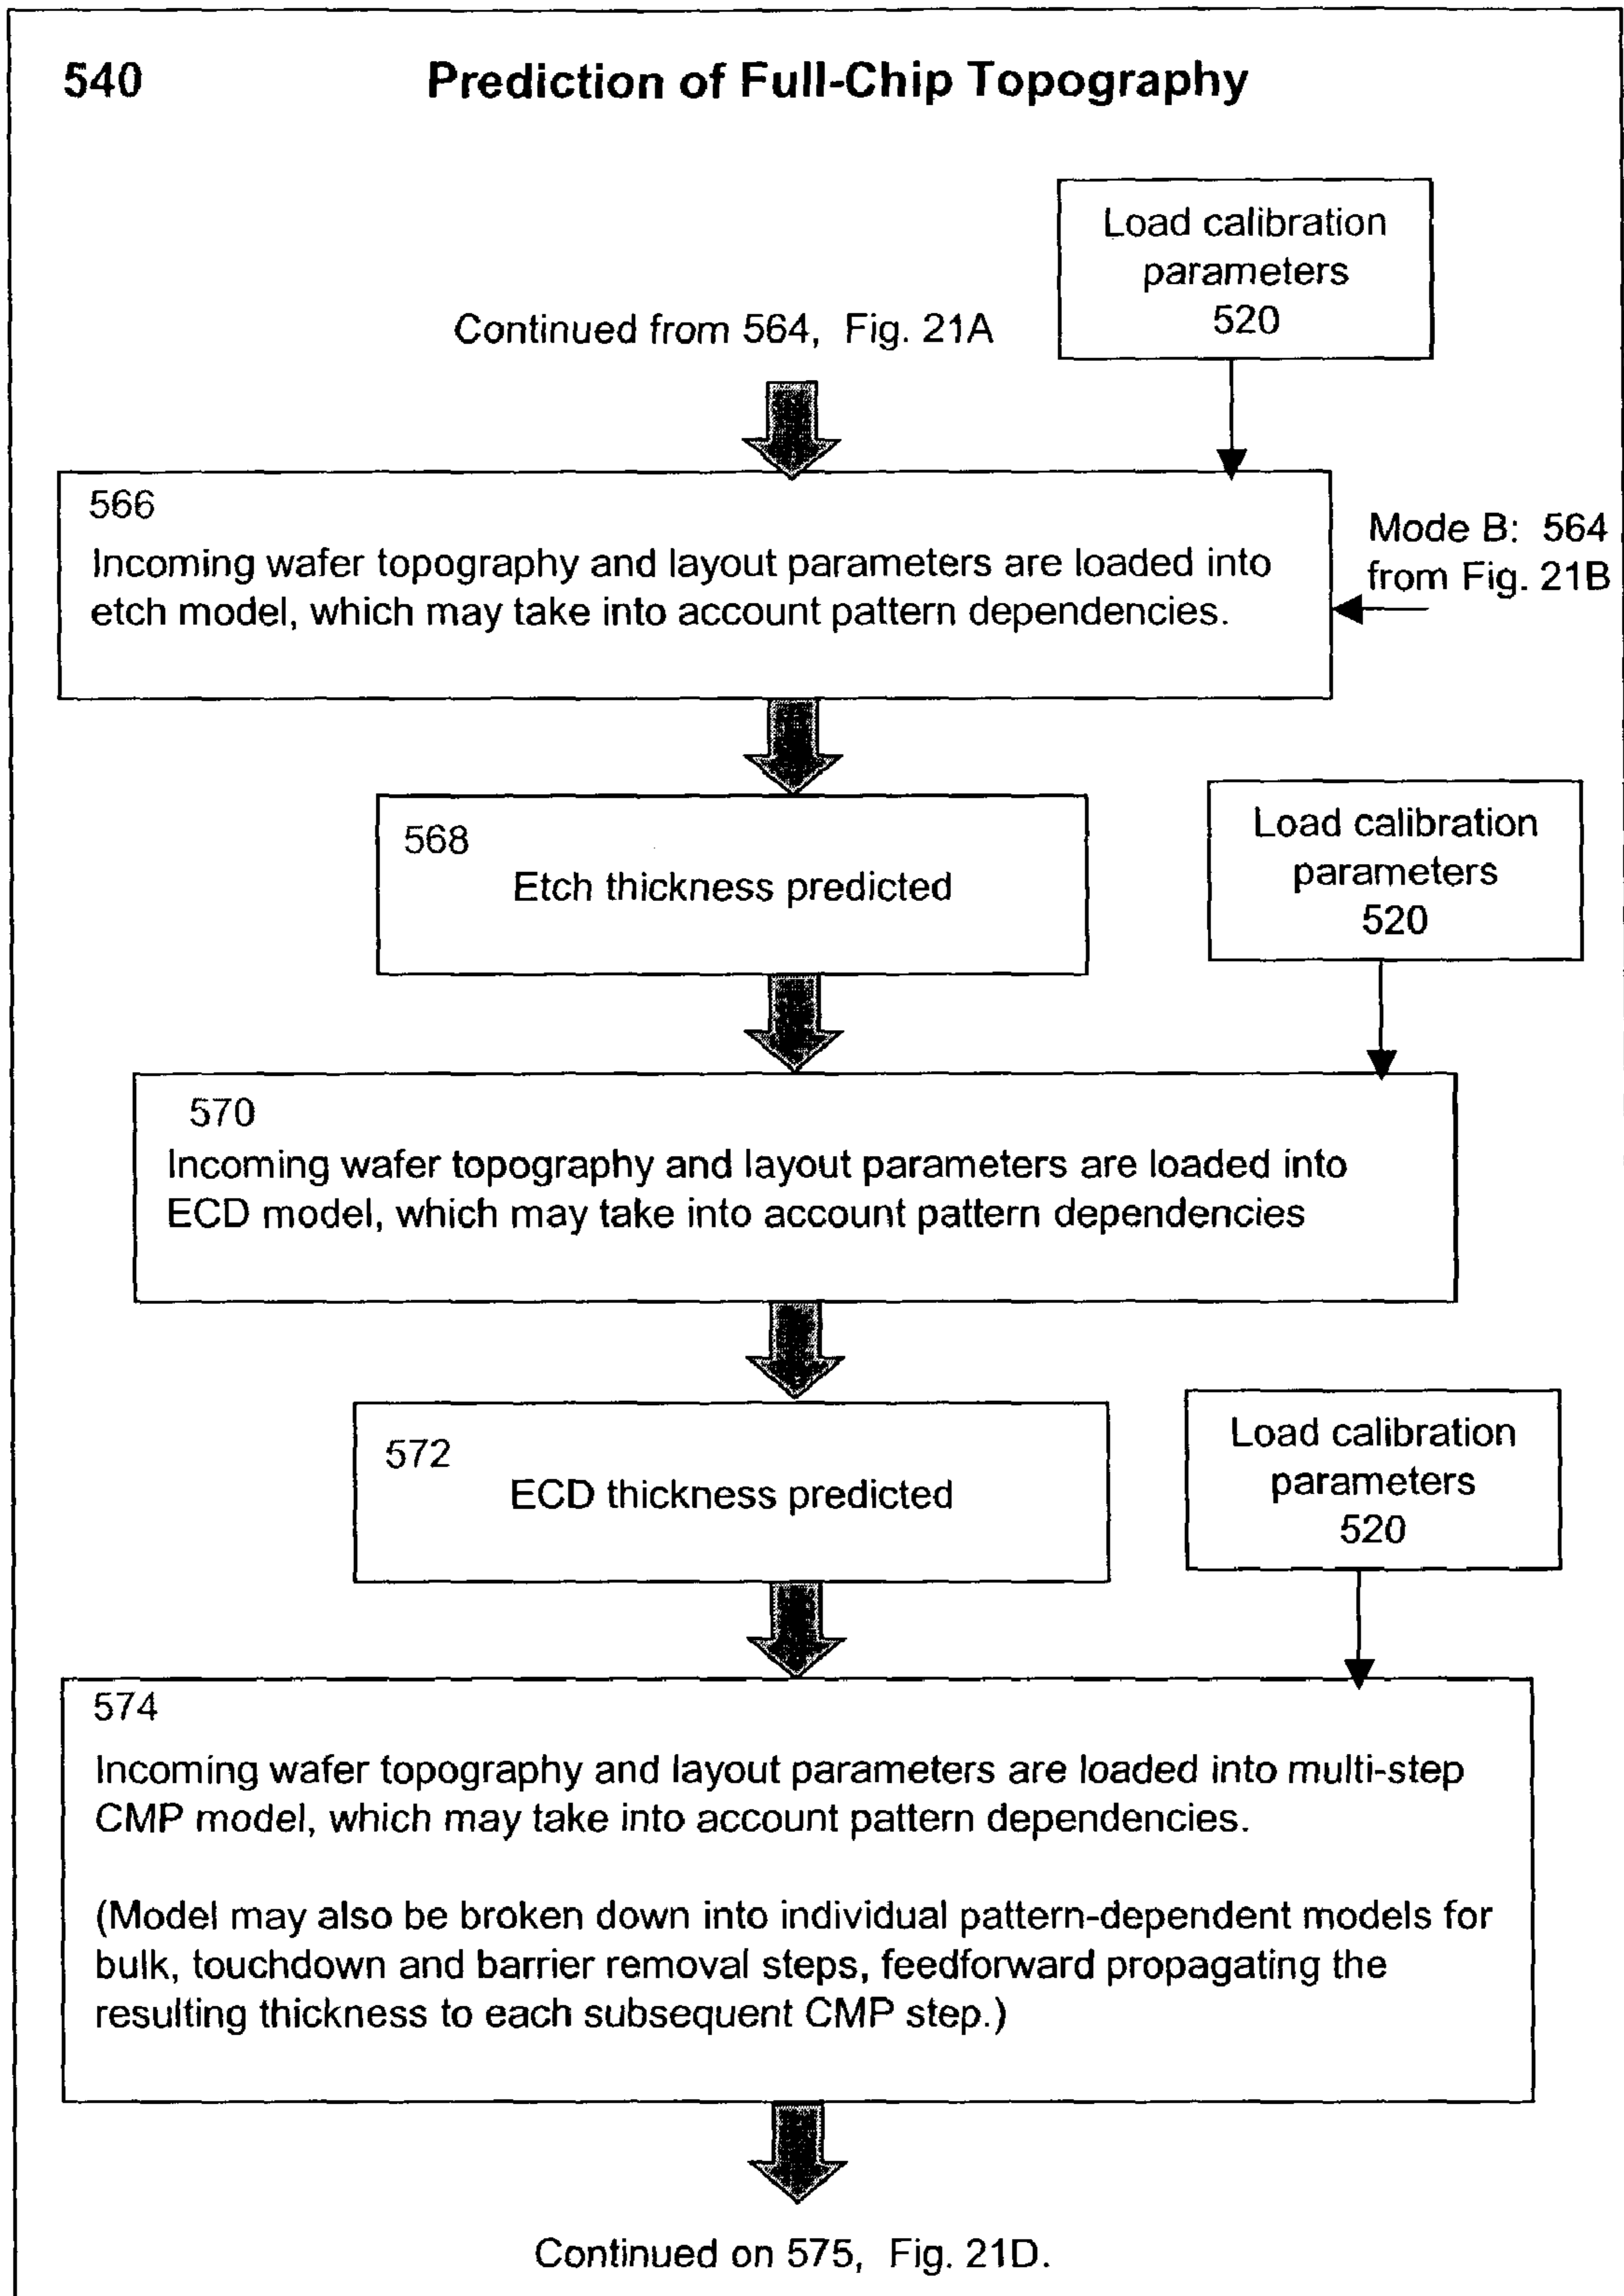 540
Prediction of Full-Chip Topography
Load calibration
parameters
520
Continued from 564, Fig. 21A
566
Incoming wafer topography and layout parameters are loaded into
etch model, which may take into account pattern dependencies.
Mode B: 564
from Fig. 21B
568
Etch thickness predicted
Load calibration
parameters
520
570
Incoming wafer topography and layout parameters are loaded into
ECD model, which may take into account pattern dependencies
572
ECD thickness predicted
Load calibration
parameters
520
574
Incoming wafer topography and layout parameters are loaded into multi-step
CMP model, which may take into account pattern dependencies.
(Model may also be broken down into individual pattern-dependent models for
bulk, touchdown and barrier removal steps, feedforward propagating the
resulting thickness to each subsequent CMP step.)
Continued on 575, Fig. 21D.